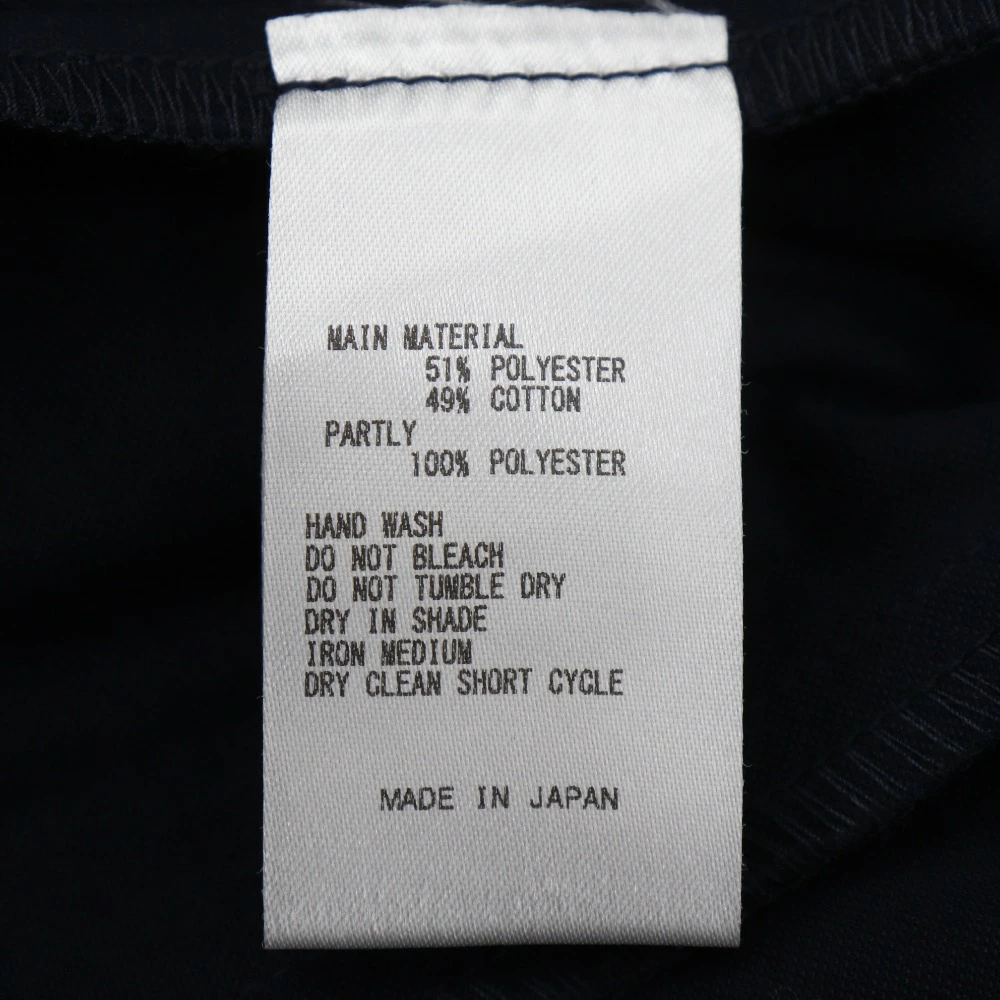 MAIN MATERIAL
51% POLYESTER
49% COTTON
PARTLY
100% POLYESTER
HAND WASH
DO NOT BLEACH
DO NOT TUMBLE DRY
DRY IN SHADE
IRON MEDIUM
DRY CLEAN SHORT CYCLE
MADE IN JAPAN